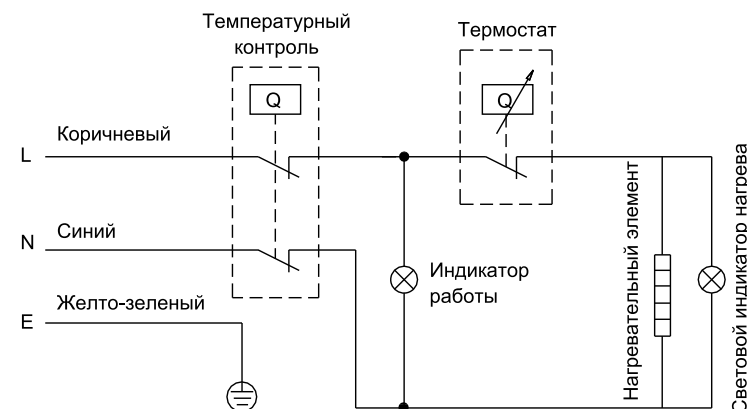 Температурный
контроль
Термостат
Q
Q
Коричневый
L
Синий
N
Индикатор
работы
Желто-зеленый
E
Нагревательный элемент
Световой индикатор нагрева